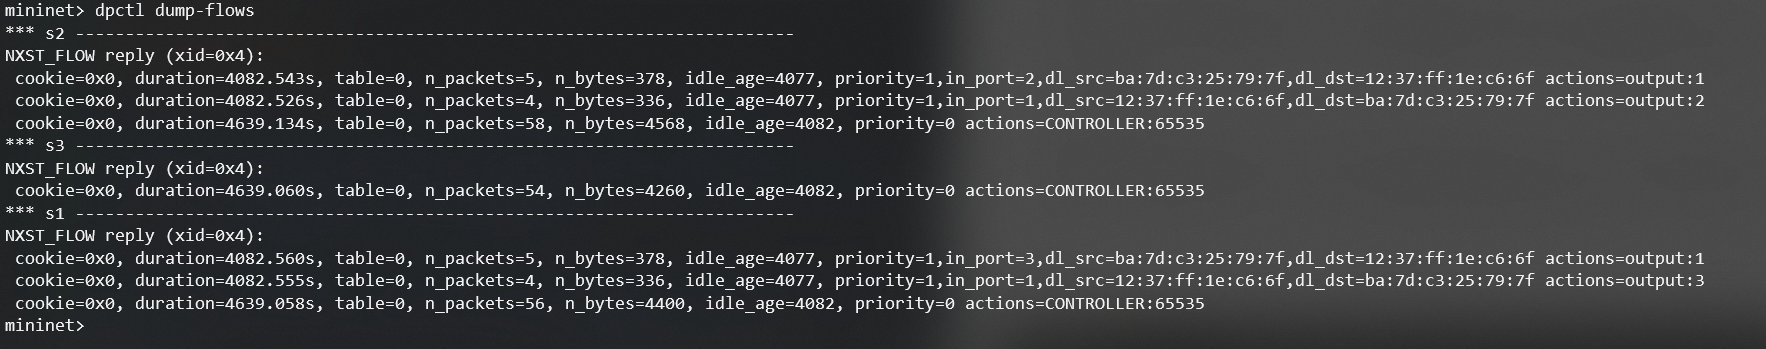 mininet> dpctl dump-flows
*** s2 ------------------------------------------------------------------------
NXST_FLOW reply (xid=0x4):
 cookie=0x0, duration=4082.543s, table=0, n_packets=5, n_bytes=378, idle_age=4077, priority=1,in_port=2,dl_src=ba:7d:c3:25:79:7f,dl_dst=12:37:ff:1e:c6:6f actions=output:1
 cookie=0x0, duration=4082.526s, table=0, n_packets=4, n_bytes=336, idle_age=4077, priority=1,in_port=1,dl_src=12:37:ff:1e:c6:6f,dl_dst=ba:7d:c3:25:79:7f actions=output:2
 cookie=0x0, duration=4639.134s, table=0, n_packets=58, n_bytes=4568, idle_age=4082, priority=0 actions=CONTROLLER:65535
*** s3 ------------------------------------------------------------------------
NXST_FLOW reply (xid=0x4):
 cookie=0x0, duration=4639.060s, table=0, n_packets=54, n_bytes=4260, idle_age=4082, priority=0 actions=CONTROLLER:65535
*** s1 ------------------------------------------------------------------------
NXST_FLOW reply (xid=0x4):
 cookie=0x0, duration=4082.560s, table=0, n_packets=5, n_bytes=378, idle_age=4077, priority=1,in_port=3,dl_src=ba:7d:c3:25:79:7f,dl_dst=12:37:ff:1e:c6:6f actions=output:1
 cookie=0x0, duration=4082.555s, table=0, n_packets=4, n_bytes=336, idle_age=4077, priority=1,in_port=1,dl_src=12:37:ff:1e:c6:6f,dl_dst=ba:7d:c3:25:79:7f actions=output:3
 cookie=0x0, duration=4639.058s, table=0, n_packets=56, n_bytes=4400, idle_age=4082, priority=0 actions=CONTROLLER:65535
mininet>